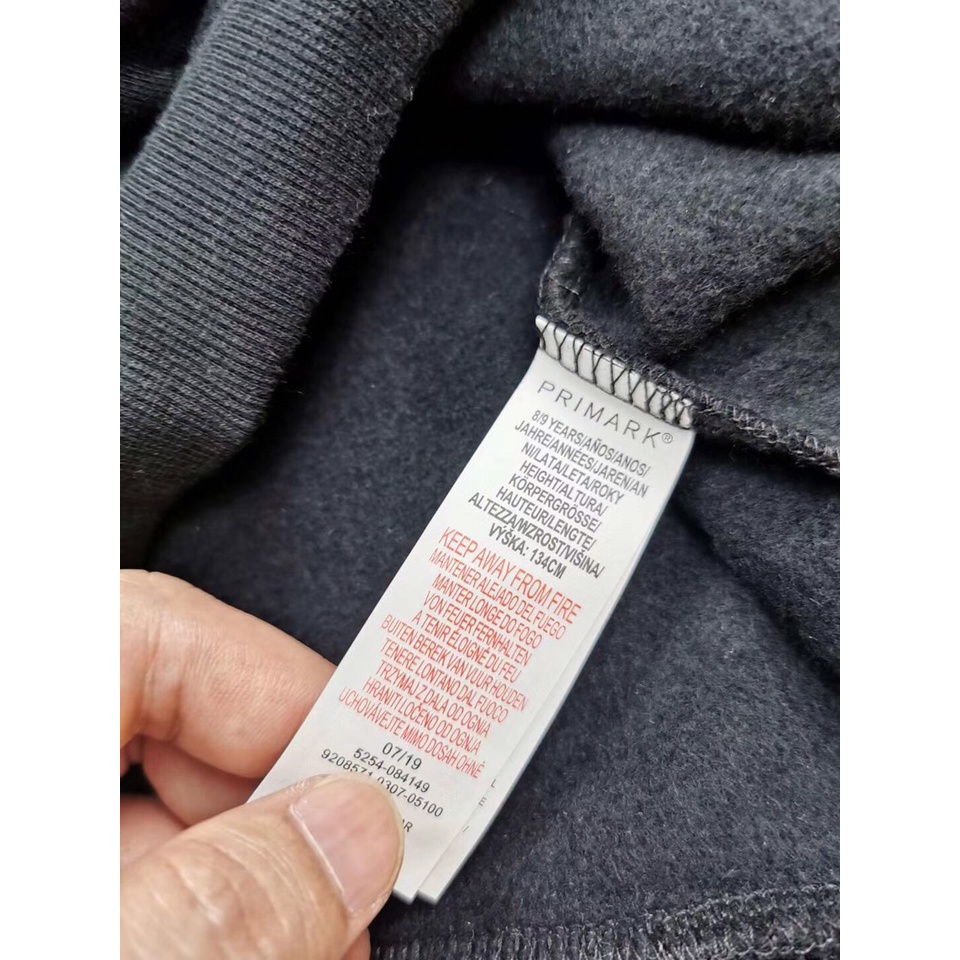 PRIMARK®
8/9 YEARS/AÑOS/ANOS/
JAHRE/ANNÉES/JAREN/AN
NI/LATA/LETA/ROKY
HEIGHT/ALTURA/
KÖRPERGRÖSSE/
HAUTEUR/LENGTE/
ALTEZZA/WZROST/VIŠINA/
VÝŠKA: 134CM
KEEP AWAY FROM FIRE
MANTENER ALEJADO DEL FUEGO
MANTER LONGE DO FOGO
VON FEUER FERNHALTEN
A TENIR ÉLOIGNÉ DU FEU
BUITEN BEREIK VAN VUUR HOUDEN
TENERE LONTANO DAL FUOCO
TRZYMAJ Z DALA OD OGNIA
HRANITI LOČENO OD OGNJA
UCHOVÁVEJTE MIMO DOSAH OHNĚ
07/19
5254-084149
9208571-0307-05100